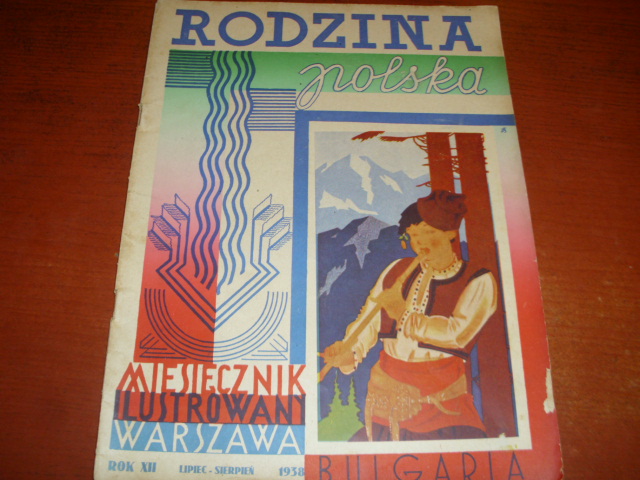 RODZINA
polska
MIESIĘCZNIK
ILUSTROWANY
WARSZAWA
ROK XII LIPIEC - SIERPIEŃ 1938
BULGARIA